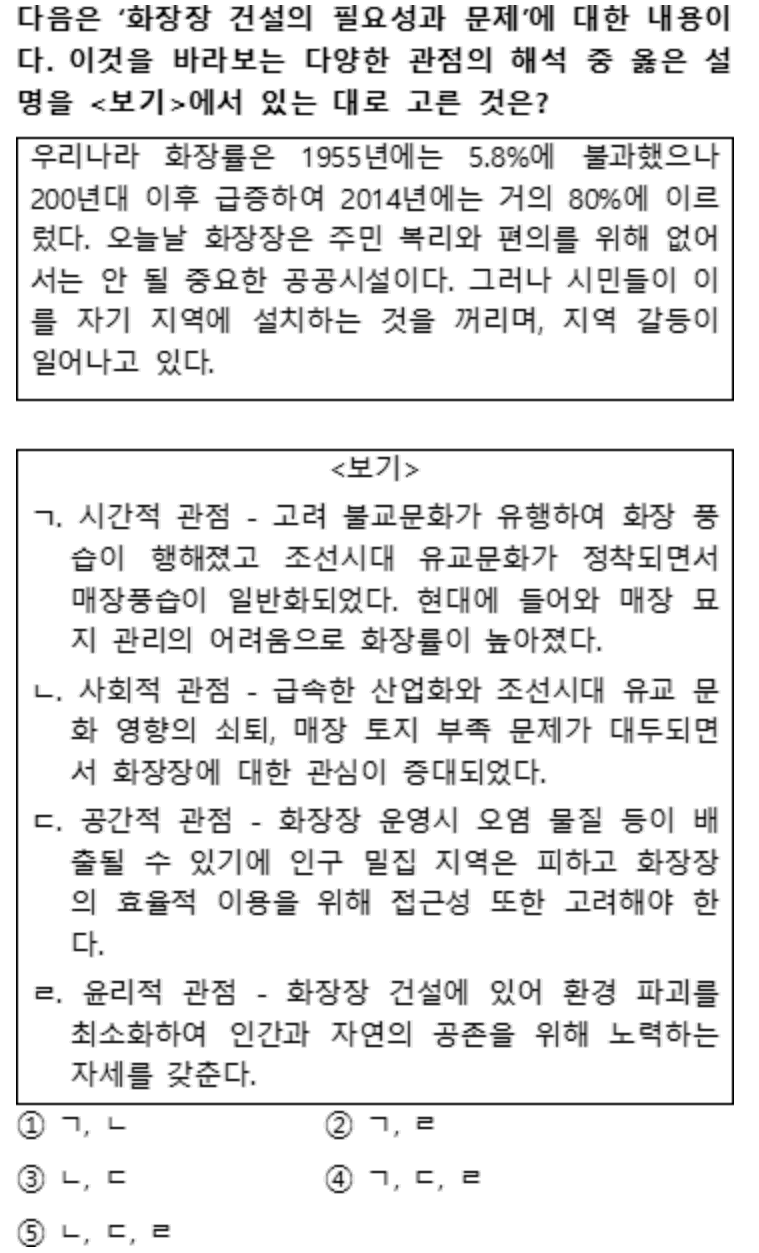 다음은 ‘화장장 건설의 필요성과 문제’에 대한 내용이
다. 이것을 바라보는 다양한 관점의 해석 중 옳은 설
명을 <보기>에서 있는 대로 고른 것은?
우리나라 화장률은 1955년에는 5.8%에 불과했으나
200년대 이후 급증하여 2014년에는 거의 80%에 이르
렀다. 오늘날 화장장은 주민 복리와 편의를 위해 없어
서는 안 될 중요한 공공시설이다. 그러나 시민들이 이
를 자기 지역에 설치하는 것을 꺼리며, 지역 갈등이
일어나고 있다.
<보기>
ㄱ. 시간적 관점 - 고려 불교문화가 유행하여 화장 풍
습이 행해졌고 조선시대 유교문화가 정착되면서
매장풍습이 일반화되었다. 현대에 들어와 매장 묘
지 관리의 어려움으로 화장률이 높아졌다.
ㄴ. 사회적 관점 - 급속한 산업화와 조선시대 유교 문
화 영향의 쇠퇴, 매장 토지 부족 문제가 대두되면
서 화장장에 대한 관심이 증대되었다.
ㄷ. 공간적 관점 - 화장장 운영시 오염 물질 등이 배
출될 수 있기에 인구 밀집 지역은 피하고 화장장
의 효율적 이용을 위해 접근성 또한 고려해야 한
다.
ㄹ. 윤리적 관점 - 화장장 건설에 있어 환경 파괴를
최소화하여 인간과 자연의 공존을 위해 노력하는
자세를 갖춘다.
① ㄱ, ㄴ ② ㄱ, ㄹ
③ ㄴ, ㄷ ④ ㄱ, ㄷ, ㄹ
⑤ ㄴ, ㄷ, ㄹ